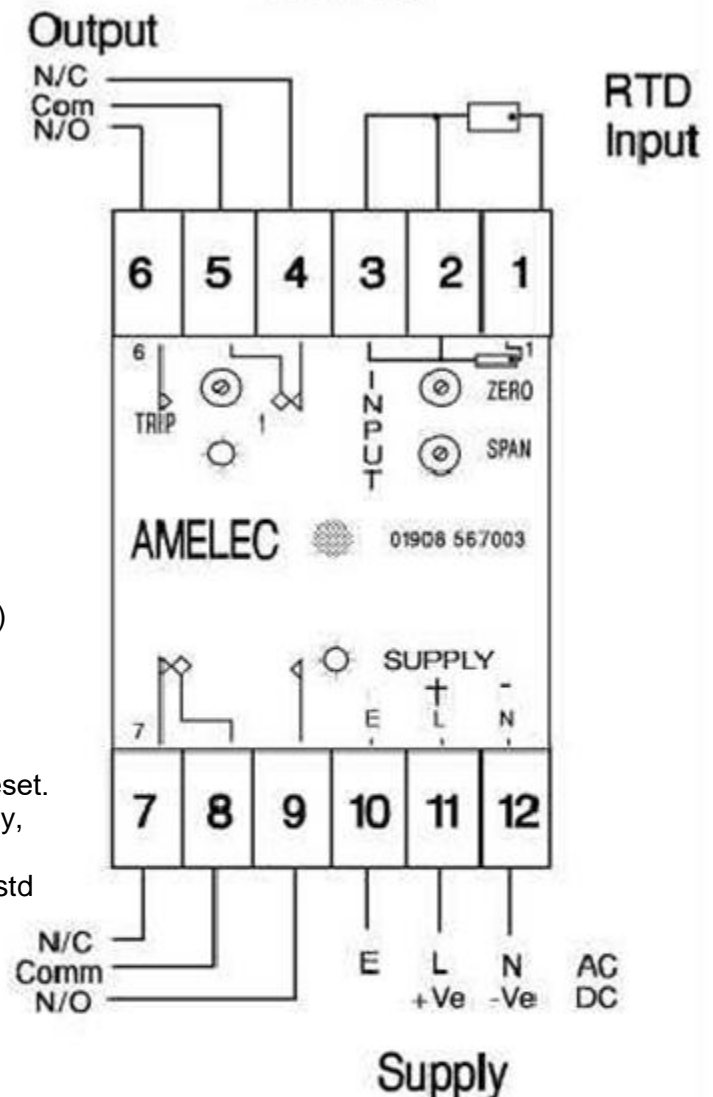 Output
N/C
Com
N/O
RTD
Input
6 5 4 3 2 1
6 1
TRIP 1
INPUT
ZERO
SPAN
AMELEC 01908 567003
)
SUPPLY
+ -
E L N
7
eset.
y,
std
7 8 9 10 11 12
N/C
Comm
N/O
E L N AC
+Ve -Ve DC
Supply